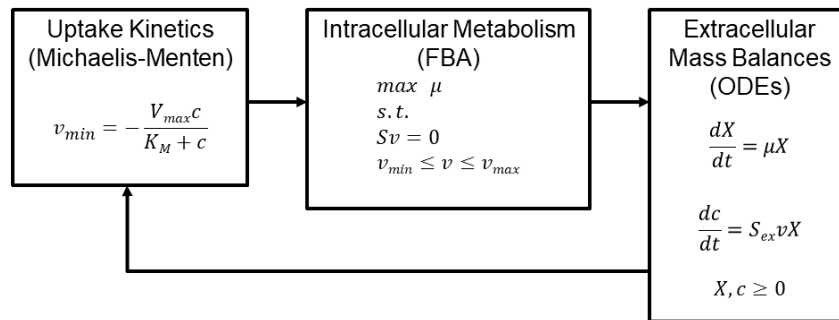 Uptake Kinetics
(Michaelis-Menten)
v_min = − V_max c / (K_M + c)
Intracellular Metabolism
(FBA)
max μ
s.t.
Sv = 0
v_min ≤ v ≤ v_max
Extracellular
Mass Balances
(ODEs)
dX/dt = μX
dc/dt = S_ex vX
X, c ≥ 0